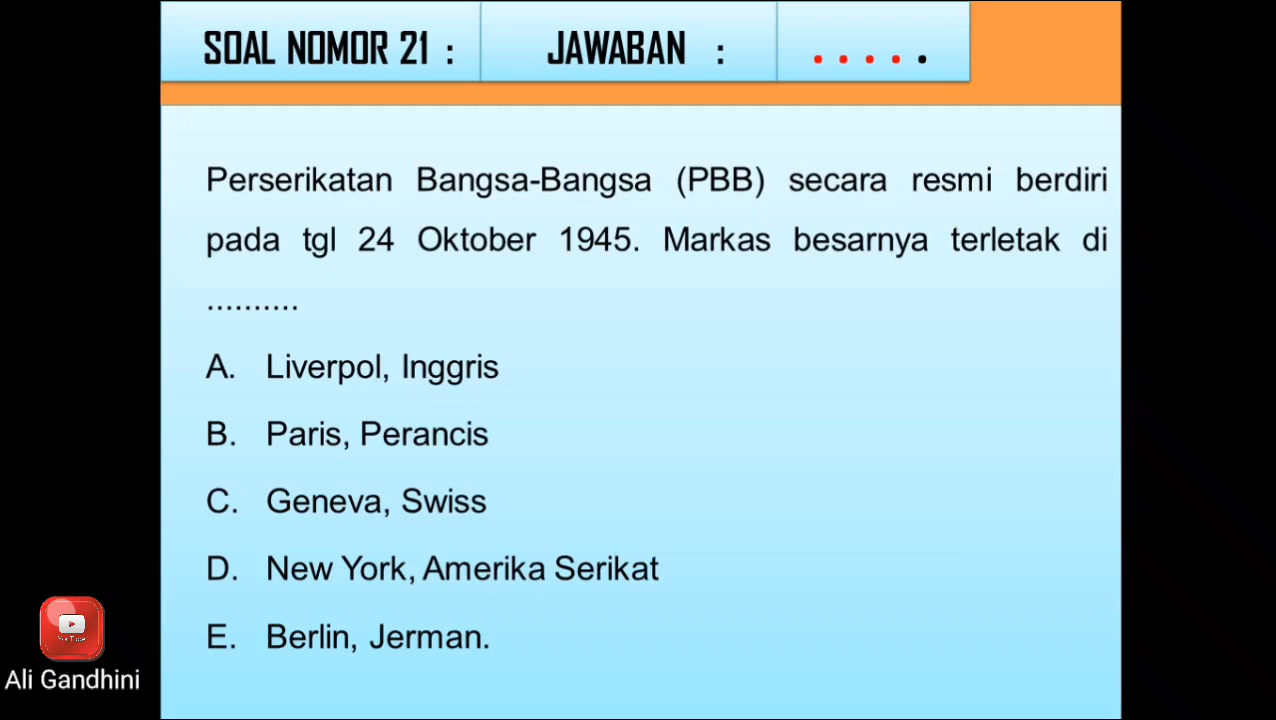 SOAL NOMOR 21 : JAWABAN : . . . . .
Perserikatan Bangsa-Bangsa (PBB) secara resmi berdiri
pada tgl 24 Oktober 1945. Markas besarnya terletak di
..........
A. Liverpol, Inggris
B. Paris, Perancis
C. Geneva, Swiss
D. New York, Amerika Serikat
E. Berlin, Jerman.
YouTube
Ali Gandhini